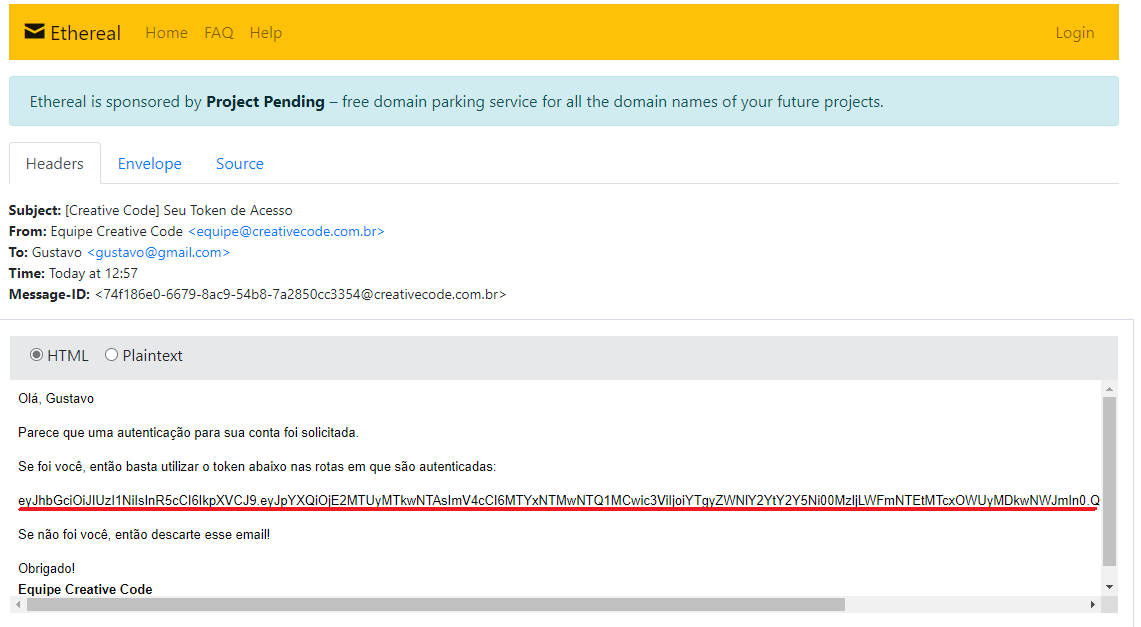 Ethereal Home FAQ Help Login
Ethereal is sponsored by Project Pending – free domain parking service for all the domain names of your future projects.
Headers Envelope Source
Subject: [Creative Code] Seu Token de Acesso
From: Equipe Creative Code <equipe@creativecode.com.br>
To: Gustavo <gustavo@gmail.com>
Time: Today at 12:57
Message-ID: <74f186e0-6679-8ac9-54b8-7a2850cc3354@creativecode.com.br>
HTML Plaintext
Olá, Gustavo
Parece que uma autenticação para sua conta foi solicitada.
Se foi você, então basta utilizar o token abaixo nas rotas em que são autenticadas:
eyJhbGciOiJIUzI1NiIsInR5cCI6IkpXVCJ9.eyJpYXQiOjE2MTUyMTkwNTAsImV4cCI6MTYxNTMwNTQ1MCwic3ViIjoiYTgyZWNlY2YtY2Y5Ni00MzljLWFmNTEtMTcxOWUyMDkwNWJmIn0.Q
Se não foi você, então descarte esse email!
Obrigado!
Equipe Creative Code